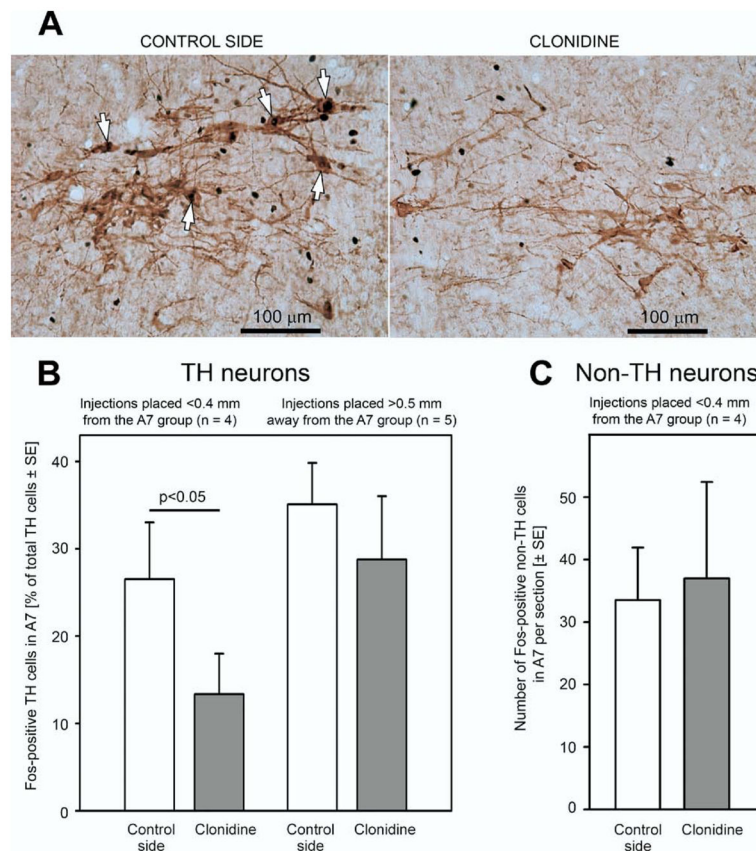 A
CONTROL SIDE
CLONIDINE
100 µm
100 µm
B
TH neurons
Injections placed <0.4 mm
from the A7 group (n = 4)
Injections placed >0.5 mm
away from the A7 group (n = 5)
Fos-positive TH cells in A7 [% of total TH cells ± SE]
40
30
20
10
0
p<0.05
Control
side
Clonidine
Control
side
Clonidine
C
Non-TH neurons
Injections placed <0.4 mm
from the A7 group (n = 4)
Number of Fos-positive non-TH cells
in A7 per section [± SE]
50
40
30
20
10
0
Control
side
Clonidine